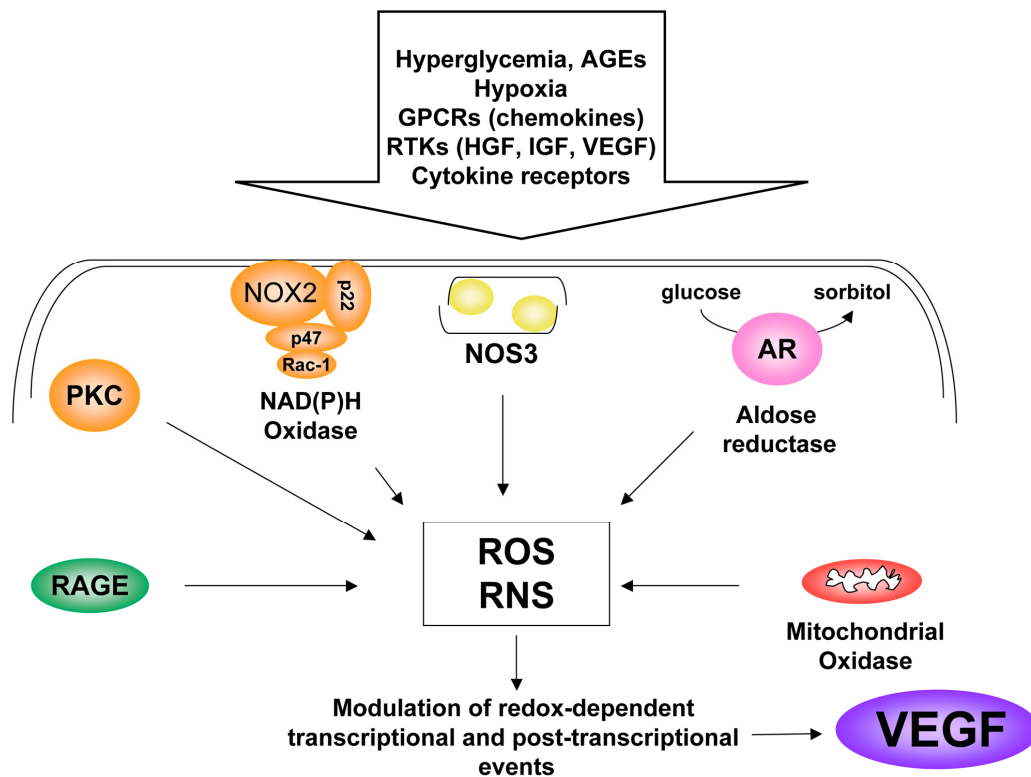 Hyperglycemia, AGEs
Hypoxia
GPCRs (chemokines)
RTKs (HGF, IGF, VEGF)
Cytokine receptors
NOX2
p22
p47
Rac-1
NAD(P)H
Oxidase
PKC
NOS3
glucose
sorbitol
AR
Aldose
reductase
ROS
RNS
RAGE
Mitochondrial
Oxidase
Modulation of redox-dependent
transcriptional and post-transcriptional
events
VEGF